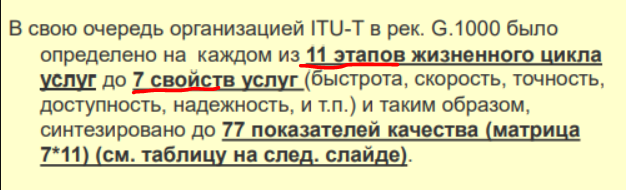 В свою очередь организацией ITU-T в рек. G.1000 было
определено на каждом из 11 этапов жизненного цикла
услуг до 7 свойств услуг (быстрота, скорость, точность,
доступность, надежность, и т.п.) и таким образом,
синтезировано до 77 показателей качества (матрица
7*11) (см. таблицу на след. слайде).